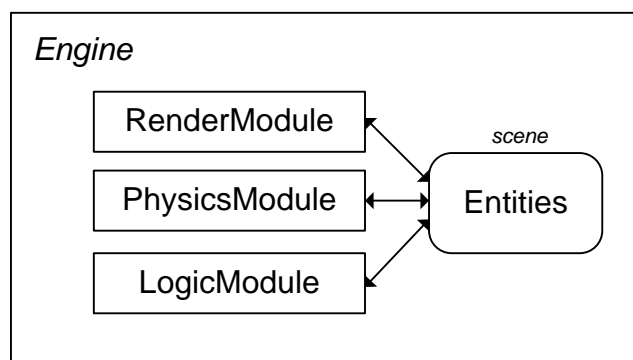 Engine
RenderModule
scene
PhysicsModule
Entities
LogicModule